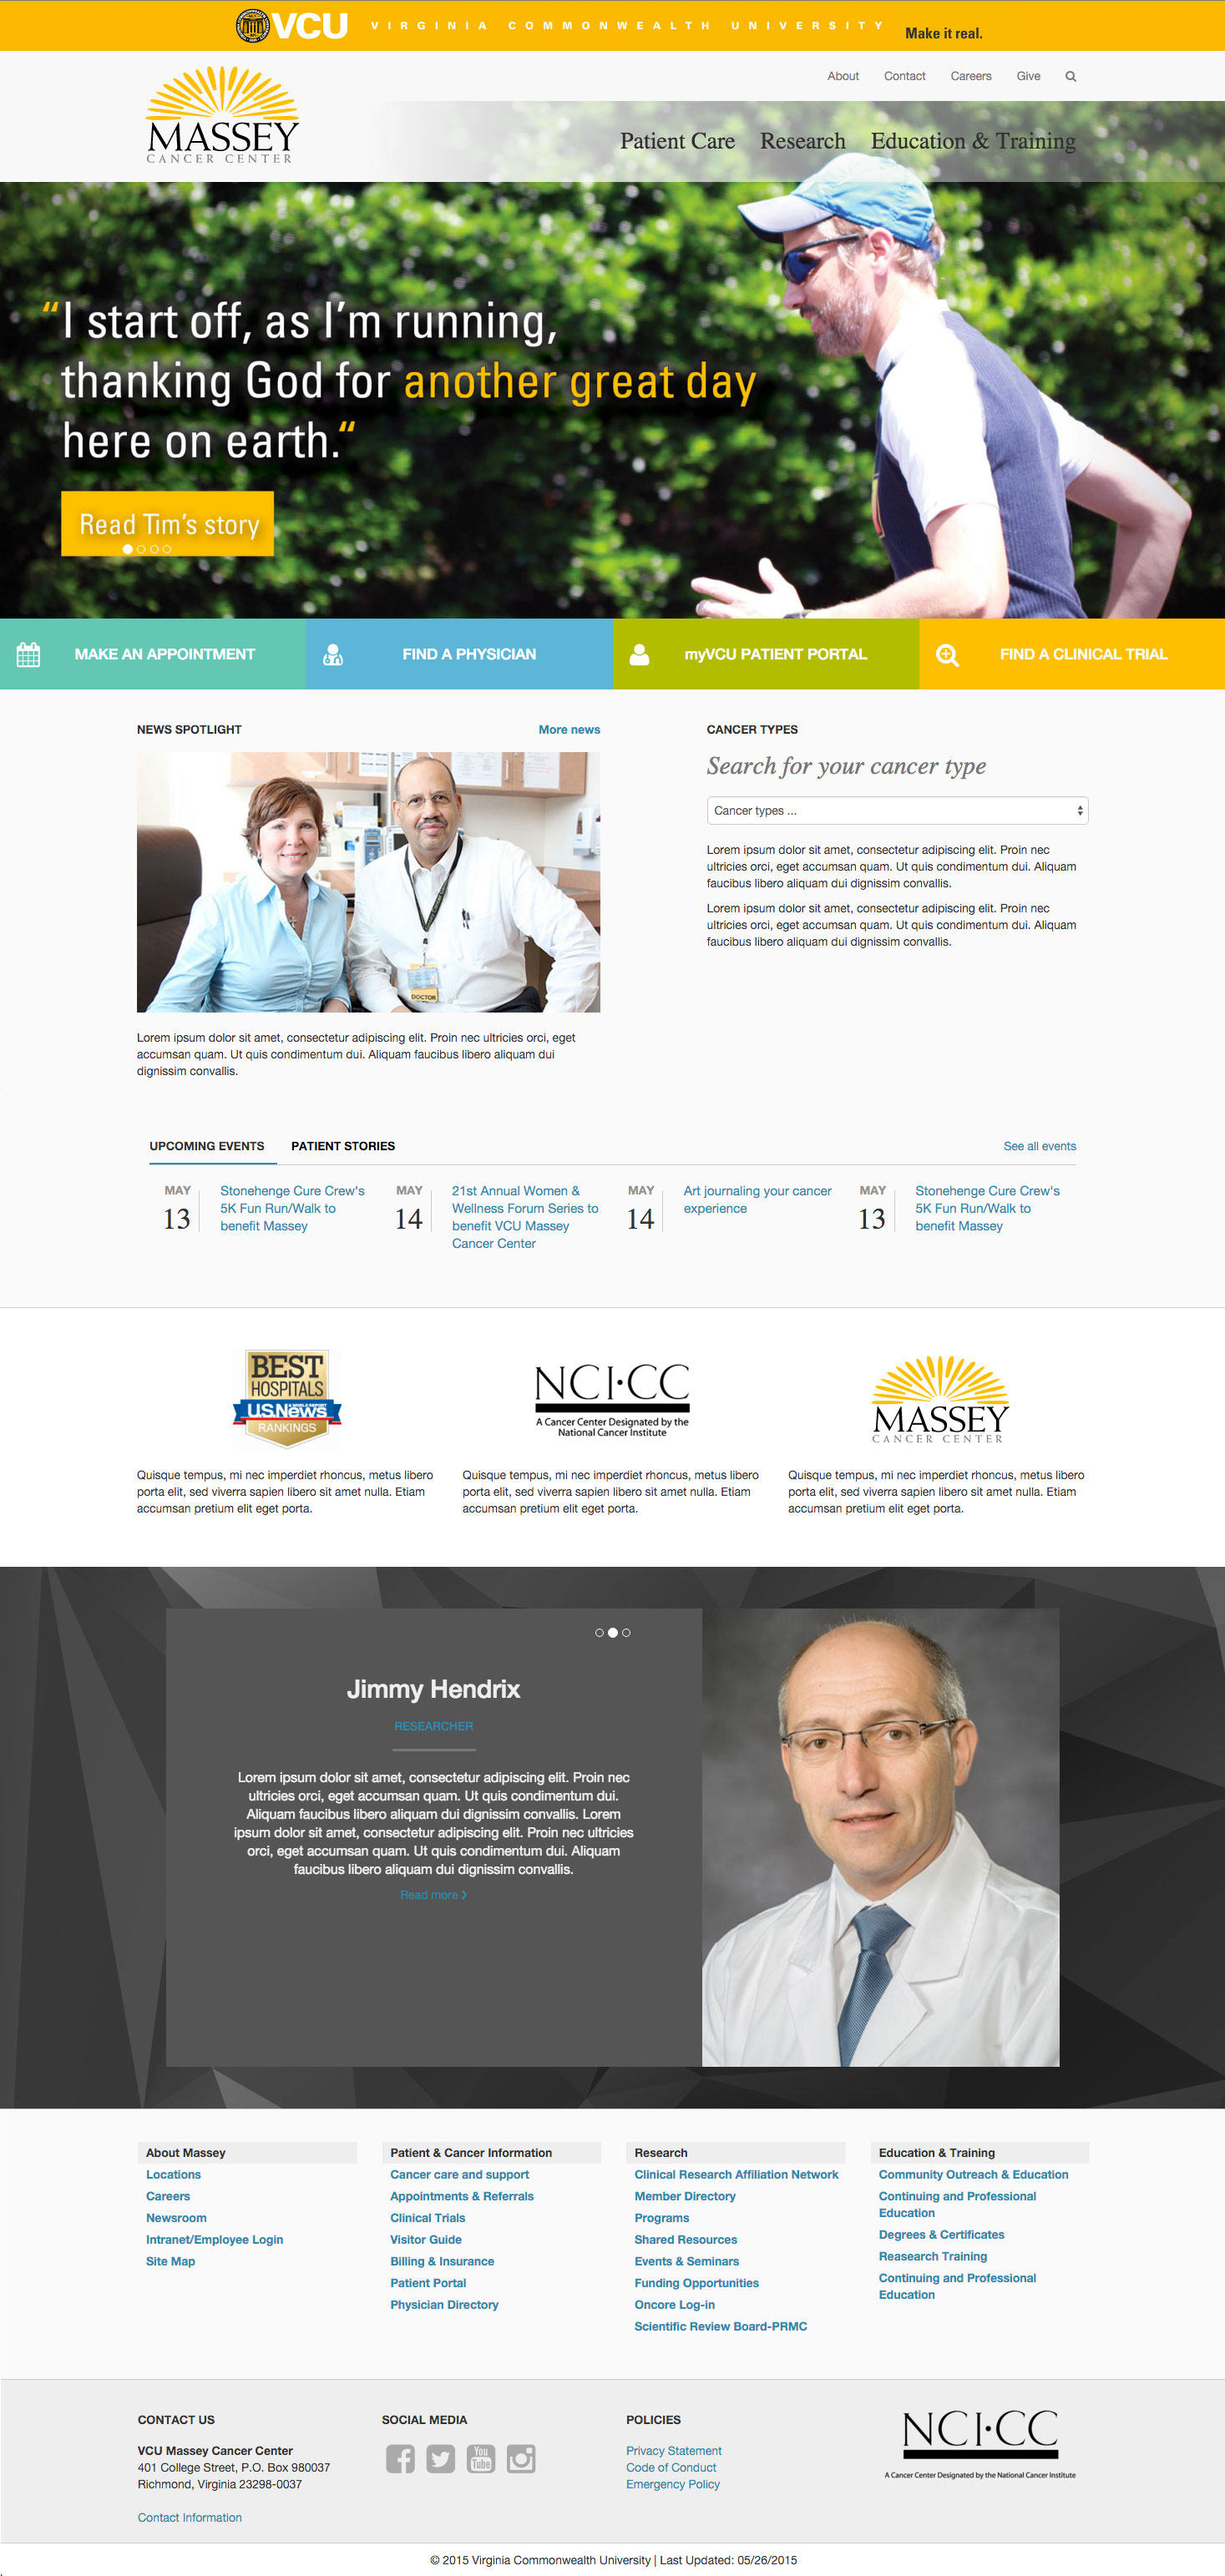 VCU VIRGINIA COMMONWEALTH UNIVERSITY Make it real.
About Contact Careers Give
MASSEY
CANCER CENTER
Patient Care Research Education & Training
“I start off, as I’m running,
thanking God for another great day
here on earth.“
Read Tim’s story
MAKE AN APPOINTMENT
FIND A PHYSICIAN
myVCU PATIENT PORTAL
FIND A CLINICAL TRIAL
NEWS SPOTLIGHT
More news
DOCTOR
Lorem ipsum dolor sit amet, consectetur adipiscing elit. Proin nec ultricies orci, eget
accumsan quam. Ut quis condimentum dui. Aliquam faucibus libero aliquam dui
dignissim convallis.
CANCER TYPES
Search for your cancer type
Cancer types ...
Lorem ipsum dolor sit amet, consectetur adipiscing elit. Proin nec
ultricies orci, eget accumsan quam. Ut quis condimentum dui. Aliquam
faucibus libero aliquam dui dignissim convallis.
Lorem ipsum dolor sit amet, consectetur adipiscing elit. Proin nec
ultricies orci, eget accumsan quam. Ut quis condimentum dui. Aliquam
faucibus libero aliquam dui dignissim convallis.
UPCOMING EVENTS
PATIENT STORIES
See all events
MAY
13
Stonehenge Cure Crew's
5K Fun Run/Walk to
benefit Massey
MAY
14
21st Annual Women &
Wellness Forum Series to
benefit VCU Massey
Cancer Center
MAY
14
Art journaling your cancer
experience
MAY
13
Stonehenge Cure Crew's
5K Fun Run/Walk to
benefit Massey
BEST
HOSPITALS
U.S.News
RANKINGS
Quisque tempus, mi nec imperdiet rhoncus, metus libero
porta elit, sed viverra sapien libero sit amet nulla. Etiam
accumsan pretium elit eget porta.
NCI·CC
A Cancer Center Designated by the
National Cancer Institute
Quisque tempus, mi nec imperdiet rhoncus, metus libero
porta elit, sed viverra sapien libero sit amet nulla. Etiam
accumsan pretium elit eget porta.
MASSEY
CANCER CENTER
Quisque tempus, mi nec imperdiet rhoncus, metus libero
porta elit, sed viverra sapien libero sit amet nulla. Etiam
accumsan pretium elit eget porta.
Jimmy Hendrix
RESEARCHER
Lorem ipsum dolor sit amet, consectetur adipiscing elit. Proin nec
ultricies orci, eget accumsan quam. Ut quis condimentum dui.
Aliquam faucibus libero aliquam dui dignissim convallis. Lorem
ipsum dolor sit amet, consectetur adipiscing elit. Proin nec ultricies
orci, eget accumsan quam. Ut quis condimentum dui. Aliquam
faucibus libero aliquam dui dignissim convallis.
Read more
About Massey
Locations
Careers
Newsroom
Intranet/Employee Login
Site Map
Patient & Cancer Information
Cancer care and support
Appointments & Referrals
Clinical Trials
Visitor Guide
Billing & Insurance
Patient Portal
Physician Directory
Research
Clinical Research Affiliation Network
Member Directory
Programs
Shared Resources
Events & Seminars
Funding Opportunities
Oncore Log-in
Scientific Review Board-PRMC
Education & Training
Community Outreach & Education
Continuing and Professional
Education
Degrees & Certificates
Reasearch Training
Continuing and Professional
Education
CONTACT US
VCU Massey Cancer Center
401 College Street, P.O. Box 980037
Richmond, Virginia 23298-0037
Contact Information
SOCIAL MEDIA
You
Tube
POLICIES
Privacy Statement
Code of Conduct
Emergency Policy
NCI·CC
A Cancer Center Designated by the National Cancer Institute
© 2015 Virginia Commonwealth University | Last Updated: 05/26/2015